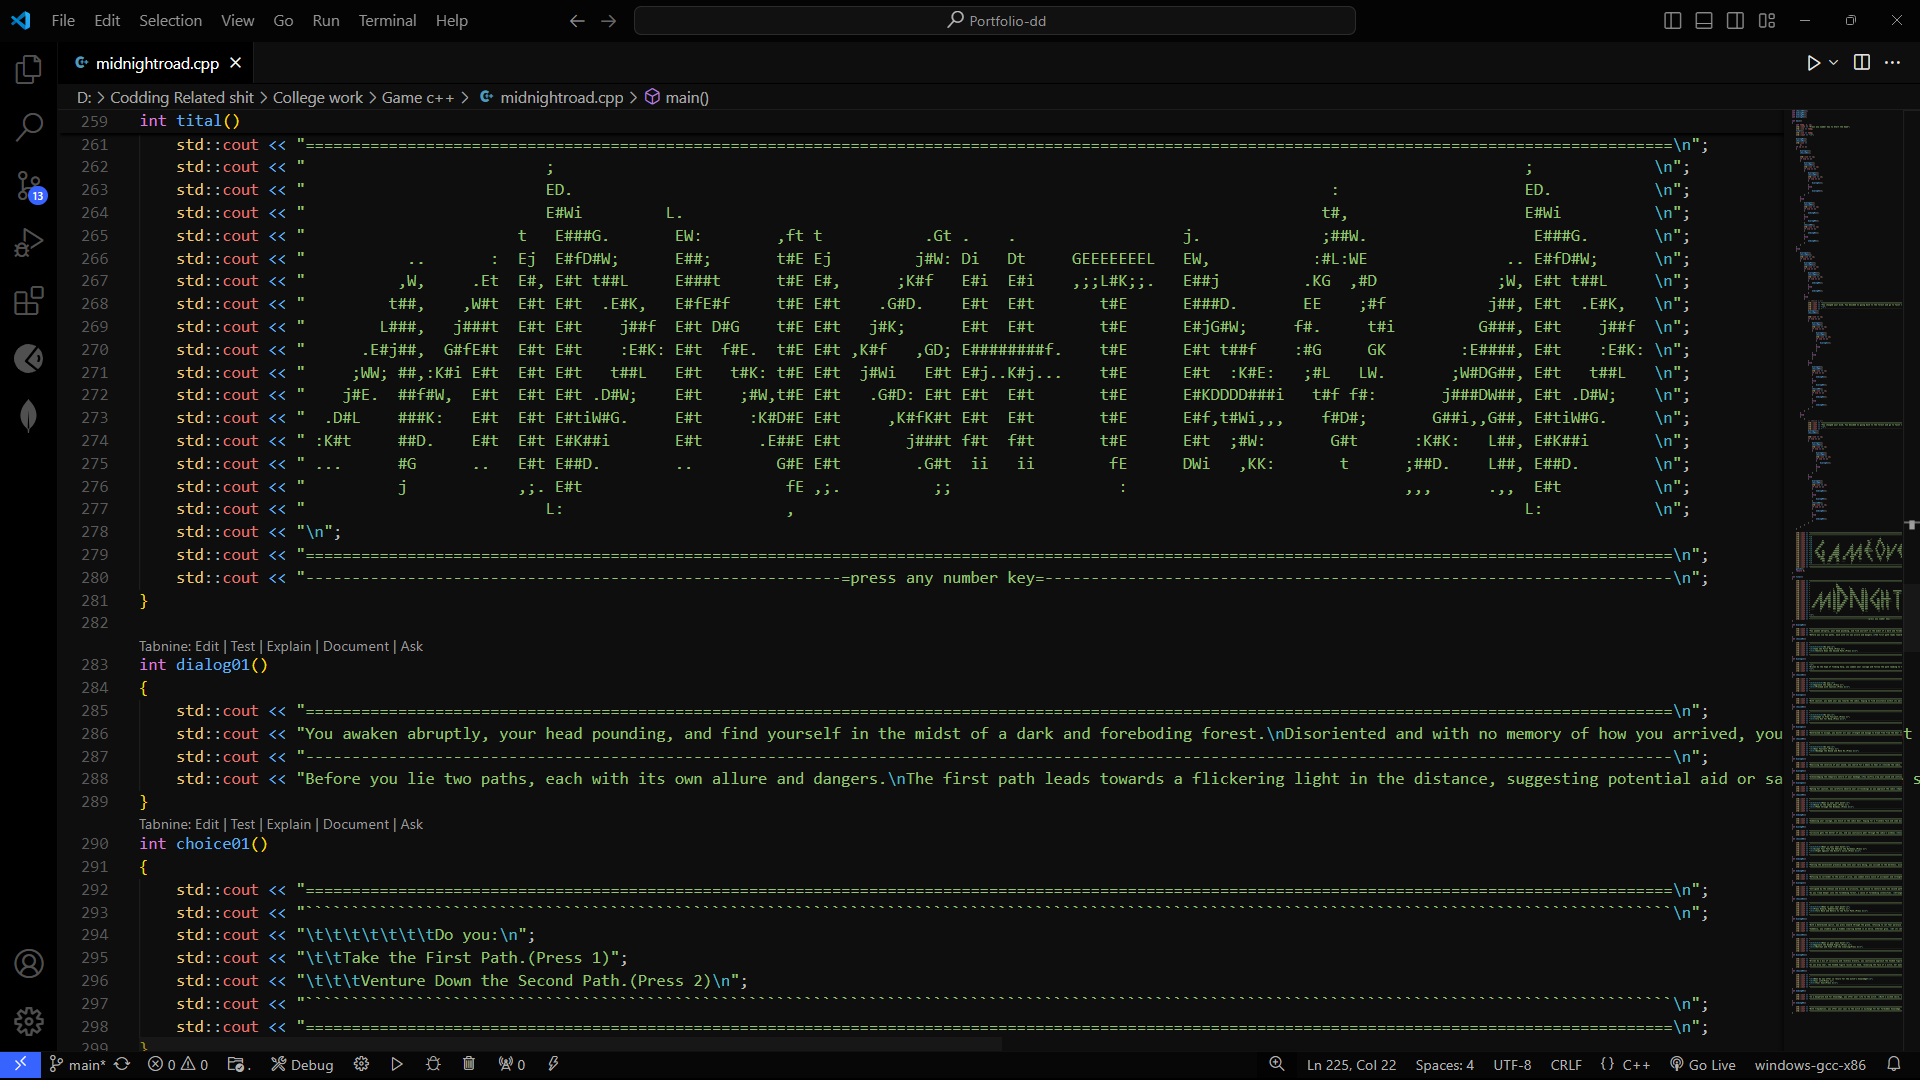 File Edit Selection View Go Run Terminal Help
Portfolio-dd
midnightroad.cpp
D: > Codding Related shit > College work > Game c++ > midnightroad.cpp > main()
259 int tital()
261 std::cout << "====================================================================================================================================================\n";
262 std::cout << "                          ;                                                                                                         ;             \n";
263 std::cout << "                          ED.                                                                                  :                    ED.           \n";
264 std::cout << "                          E#Wi         L.                                                                     t#,                   E#Wi          \n";
265 std::cout << "                       t   E###G.       EW:        ,ft t           .Gt .    .                  j.          ;##W.                  E###G.       \n";
266 std::cout << "           ..       :  Ej  E#fD#W;      E##;       t#E Ej         j#W: Di   Dt     GEEEEEEEL   EW,        :#L:WE               .. E#fD#W;      \n";
267 std::cout << "          ,W,      .Et  E#, E#t t##L     E###t      t#E E#,      ;K#f   E#i  E#i    ,;;;L#K;;.   E##j         .KG  ,#D             ;W, E#t t##L     \n";
268 std::cout << "         t##,    ,W#t  E#t E#t  .E#K,   E#fE#f     t#E E#t    .G#D.    E#t  E#t       t#E       E###D.       EE    ;#f           j##, E#t  .E#K,   \n";
269 std::cout << "        L###,   j###t  E#t E#t    j##f  E#t D#G    t#E E#t   j#K;      E#t  E#t       t#E       E#jG#W;     f#.     t#i         G###, E#t    j##f  \n";
270 std::cout << "      .E#j##,  G#fE#t  E#t E#t    :E#K: E#t  f#E.  t#E E#t ,K#f   ,GD; E########f.    t#E      E#t t##f    :#G     GK        :E####, E#t    :E#K: \n";
271 std::cout << "     ;WW; ##,:K#i E#t  E#t E#t   t##L   E#t   t#K: t#E E#t  j#Wi   E#t E#j..K#j...    t#E      E#t  :K#E:   ;#L   LW.       ;W#DG##, E#t   t##L   \n";
272 std::cout << "    j#E.  ##f#W,  E#t  E#t E#t .D#W;    E#t    ;#W,t#E E#t   .G#D: E#t E#t  E#t       t#E      E#KDDDD###i   t#f f#:       j###DW##, E#t .D#W;    \n";
273 std::cout << "  .D#L    ###K:   E#t  E#t E#tiW#G.     E#t     :K#D#E E#t     ,K#fK#t E#t  E#t       t#E      E#f,t#Wi,,,    f#D#;       G##i,,G##, E#tiW#G.     \n";
274 std::cout << " :K#t     ##D.    E#t  E#t E#K##i       E#t      .E##E E#t       j###t f#t  f#t       t#E      E#t  ;#W:       G#t      :K#K:   L##, E#K##i       \n";
275 std::cout << " ...      #G      ..   E#t E##D.        ..         G#E E#t        .G#t  ii   ii        fE      DWi   ,KK:       t      ;##D.    L##, E##D.        \n";
276 std::cout << "          j            ,;. E#t                      fE ,;.          ;;                  :                              ,,,      .,,  E#t          \n";
277 std::cout << "                          L:                        ,                                                                               L:            \n";
278 std::cout << "\n";
279 std::cout << "====================================================================================================================================================\n";
280 std::cout << "----------------------------------------------------------=press any number key=--------------------------------------------------------------------\n";
281 }
282
Tabnine: Edit | Test | Explain | Document | Ask
283 int dialog01()
284 {
285 std::cout << "====================================================================================================================================================\n";
286 std::cout << "You awaken abruptly, your head pounding, and find yourself in the midst of a dark and foreboding forest.\nDisoriented and with no memory of how you arrived, you
287 std::cout << "----------------------------------------------------------------------------------------------------------------------------------------------------\n";
288 std::cout << "Before you lie two paths, each with its own allure and dangers.\nThe first path leads towards a flickering light in the distance, suggesting potential aid or sa
289 }
Tabnine: Edit | Test | Explain | Document | Ask
290 int choice01()
291 {
292 std::cout << "====================================================================================================================================================\n";
293 std::cout << "````````````````````````````````````````````````````````````````````````````````````````````````````````````````````````````````````````````````````\n";
294 std::cout << "\t\t\t\t\t\t\tDo you:\n";
295 std::cout << "\t\tTake the First Path.(Press 1)";
296 std::cout << "\t\t\tVenture Down the Second Path.(Press 2)\n";
297 std::cout << "````````````````````````````````````````````````````````````````````````````````````````````````````````````````````````````````````````````````````\n";
298 std::cout << "====================================================================================================================================================\n";
299 }
13
main* 0 0 Debug 0 Ln 225, Col 22 Spaces: 4 UTF-8 CRLF {} C++ Go Live windows-gcc-x86